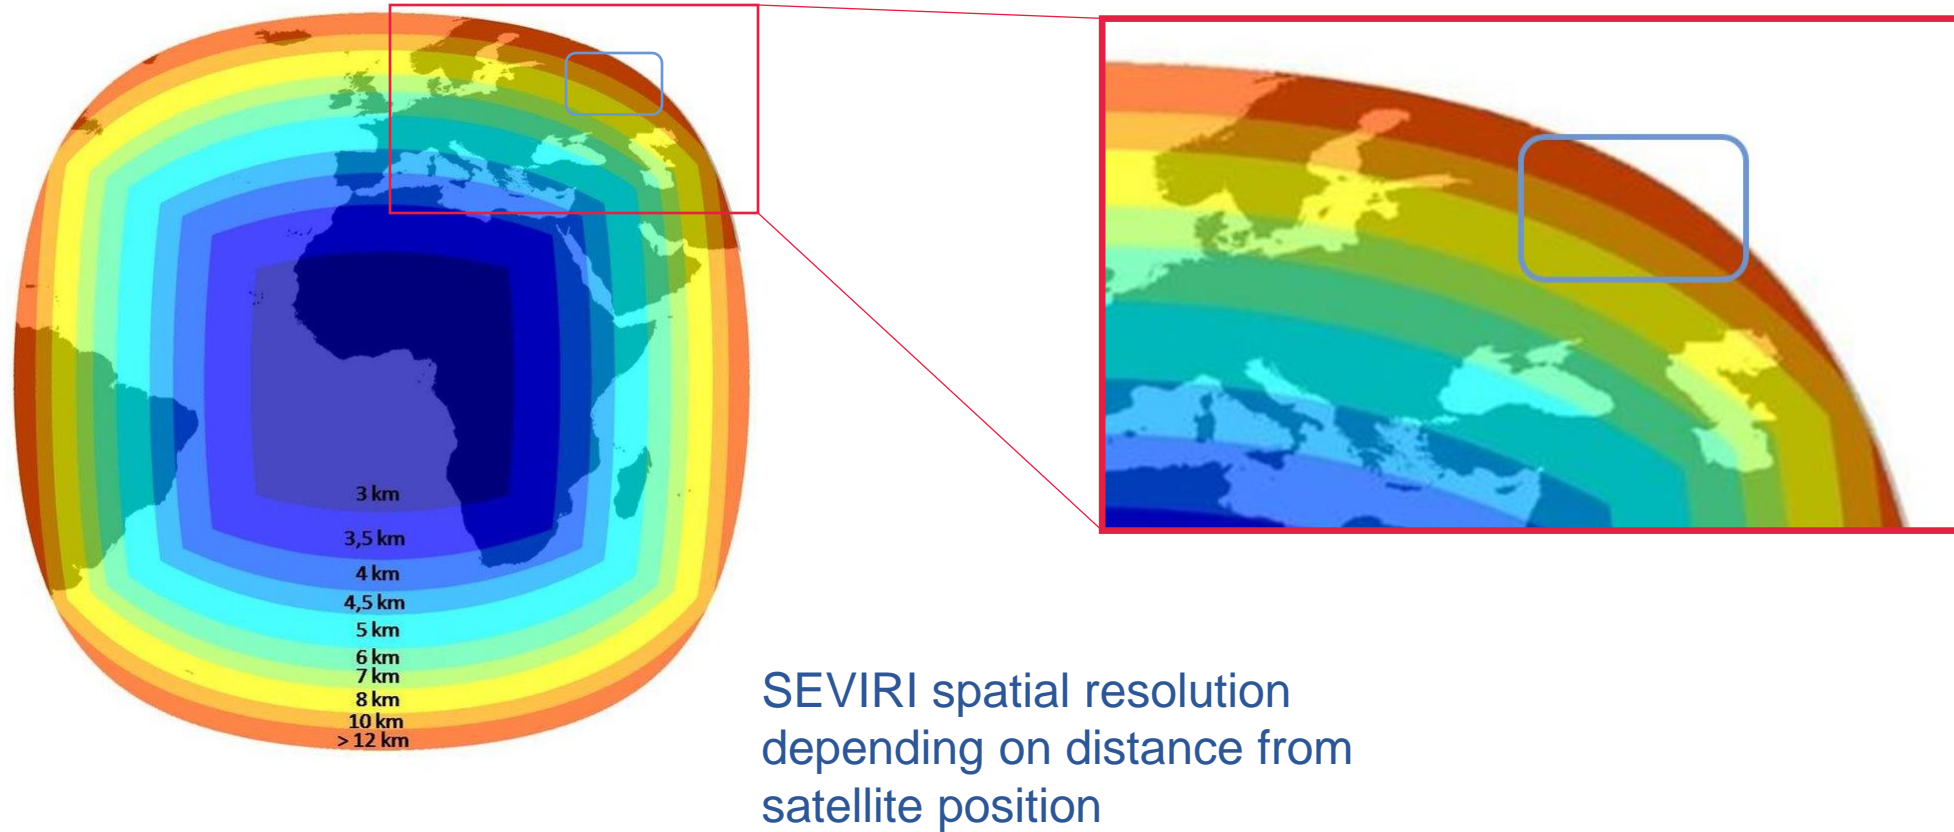 3 km
3,5 km
4 km
4,5 km
5 km
6 km
7 km
8 km
10 km
> 12 km
SEVIRI spatial resolution
depending on distance from
satellite position